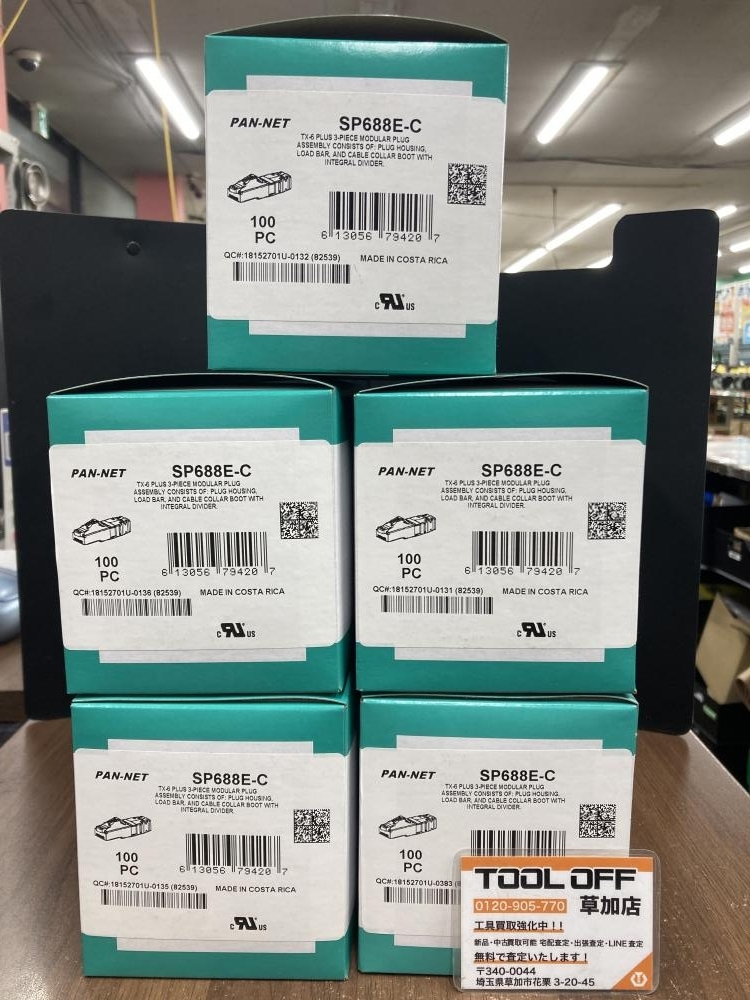 PAN-NET
SP688E-C
TX-6 PLUS 3-PIECE MODULAR PLUG
ASSEMBLY CONSISTS OF: PLUG HOUSING,
LOAD BAR, AND CABLE COLLAR BOOT WITH
INTEGRAL DIVIDER.
100
PC
6 13056 79420 7
QC#:18152701U-0132 (82539)
MADE IN COSTA RICA
C UR US
PAN-NET
SP688E-C
TX-6 PLUS 3-PIECE MODULAR PLUG
ASSEMBLY CONSISTS OF: PLUG HOUSING,
LOAD BAR, AND CABLE COLLAR BOOT WITH
INTEGRAL DIVIDER.
100
PC
6 13056 79420 7
QC#:18152701U-0136 (82539)
MADE IN COSTA RICA
C UR US
PAN-NET
SP688E-C
TX-6 PLUS 3-PIECE MODULAR PLUG
ASSEMBLY CONSISTS OF: PLUG HOUSING,
LOAD BAR, AND CABLE COLLAR BOOT WITH
INTEGRAL DIVIDER.
100
PC
6 13056 79420 7
QC#:18152701U-0131 (82539)
MADE IN COSTA RICA
C UR US
PAN-NET
SP688E-C
TX-6 PLUS 3-PIECE MODULAR PLUG
ASSEMBLY CONSISTS OF: PLUG HOUSING,
LOAD BAR, AND CABLE COLLAR BOOT WITH
INTEGRAL DIVIDER.
100
PC
6 13056 79420 7
QC#:18152701U-0135 (82539)
MADE IN COSTA RICA
C UR US
PAN-NET
SP688E-C
TX-6 PLUS 3-PIECE MODULAR PLUG
ASSEMBLY CONSISTS OF: PLUG HOUSING,
LOAD BAR, AND CABLE COLLAR BOOT WITH
INTEGRAL DIVIDER.
100
PC
QC#:18152701U-0383 (8
TOOL OFF
0120-905-770 草加店
工具買取強化中!!
新品・中古買取可能 宅配査定・出張査定・LINE査定
無料で査定いたします!
〒340-0044
埼玉県草加市花栗 3-20-45